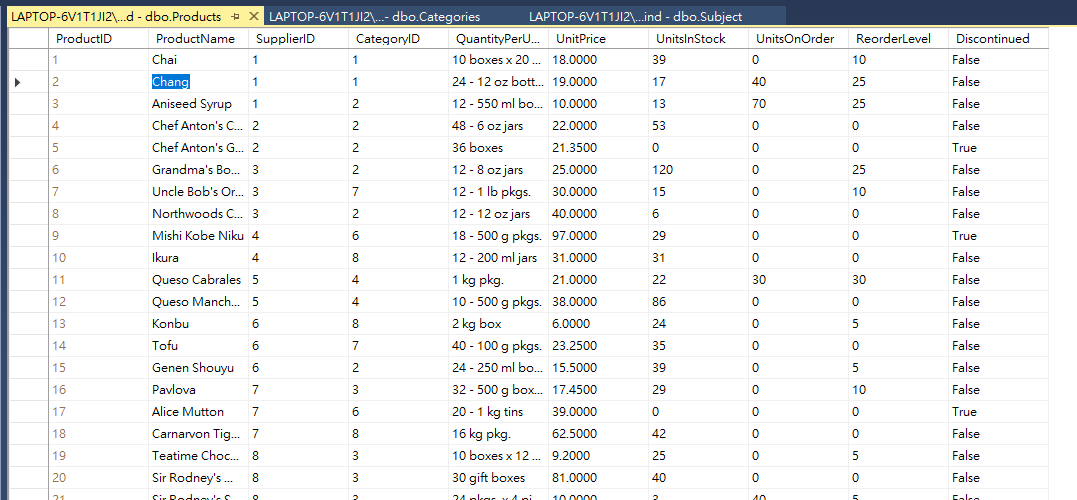 LAPTOP-6V1T1JI2\...d - dbo.Products LAPTOP-6V1T1JI2\...- dbo.Categories LAPTOP-6V1T1JI2\...ind - dbo.Subject
ProductID ProductName SupplierID CategoryID QuantityPerU... UnitPrice UnitsInStock UnitsOnOrder ReorderLevel Discontinued
1 Chai 1 1 10 boxes x 20 ... 18.0000 39 0 10 False
2 Chang 1 1 24 - 12 oz bott... 19.0000 17 40 25 False
3 Aniseed Syrup 1 2 12 - 550 ml bo... 10.0000 13 70 25 False
4 Chef Anton's C... 2 2 48 - 6 oz jars 22.0000 53 0 0 False
5 Chef Anton's G... 2 2 36 boxes 21.3500 0 0 0 True
6 Grandma's Bo... 3 2 12 - 8 oz jars 25.0000 120 0 25 False
7 Uncle Bob's Or... 3 7 12 - 1 lb pkgs. 30.0000 15 0 10 False
8 Northwoods C... 3 2 12 - 12 oz jars 40.0000 6 0 0 False
9 Mishi Kobe Niku 4 6 18 - 500 g pkgs. 97.0000 29 0 0 True
10 Ikura 4 8 12 - 200 ml jars 31.0000 31 0 0 False
11 Queso Cabrales 5 4 1 kg pkg. 21.0000 22 30 30 False
12 Queso Manch... 5 4 10 - 500 g pkgs. 38.0000 86 0 0 False
13 Konbu 6 8 2 kg box 6.0000 24 0 5 False
14 Tofu 6 7 40 - 100 g pkgs. 23.2500 35 0 0 False
15 Genen Shouyu 6 2 24 - 250 ml bo... 15.5000 39 0 5 False
16 Pavlova 7 3 32 - 500 g box... 17.4500 29 0 10 False
17 Alice Mutton 7 6 20 - 1 kg tins 39.0000 0 0 0 True
18 Carnarvon Tig... 7 8 16 kg pkg. 62.5000 42 0 0 False
19 Teatime Choc... 8 3 10 boxes x 12 ... 9.2000 25 0 5 False
20 Sir Rodney's ... 8 3 30 gift boxes 81.0000 40 0 0 False
21 Sir Rodney's S... 8 3 24 pkgs. x 4 pi... 10.0000 3 40 5 False